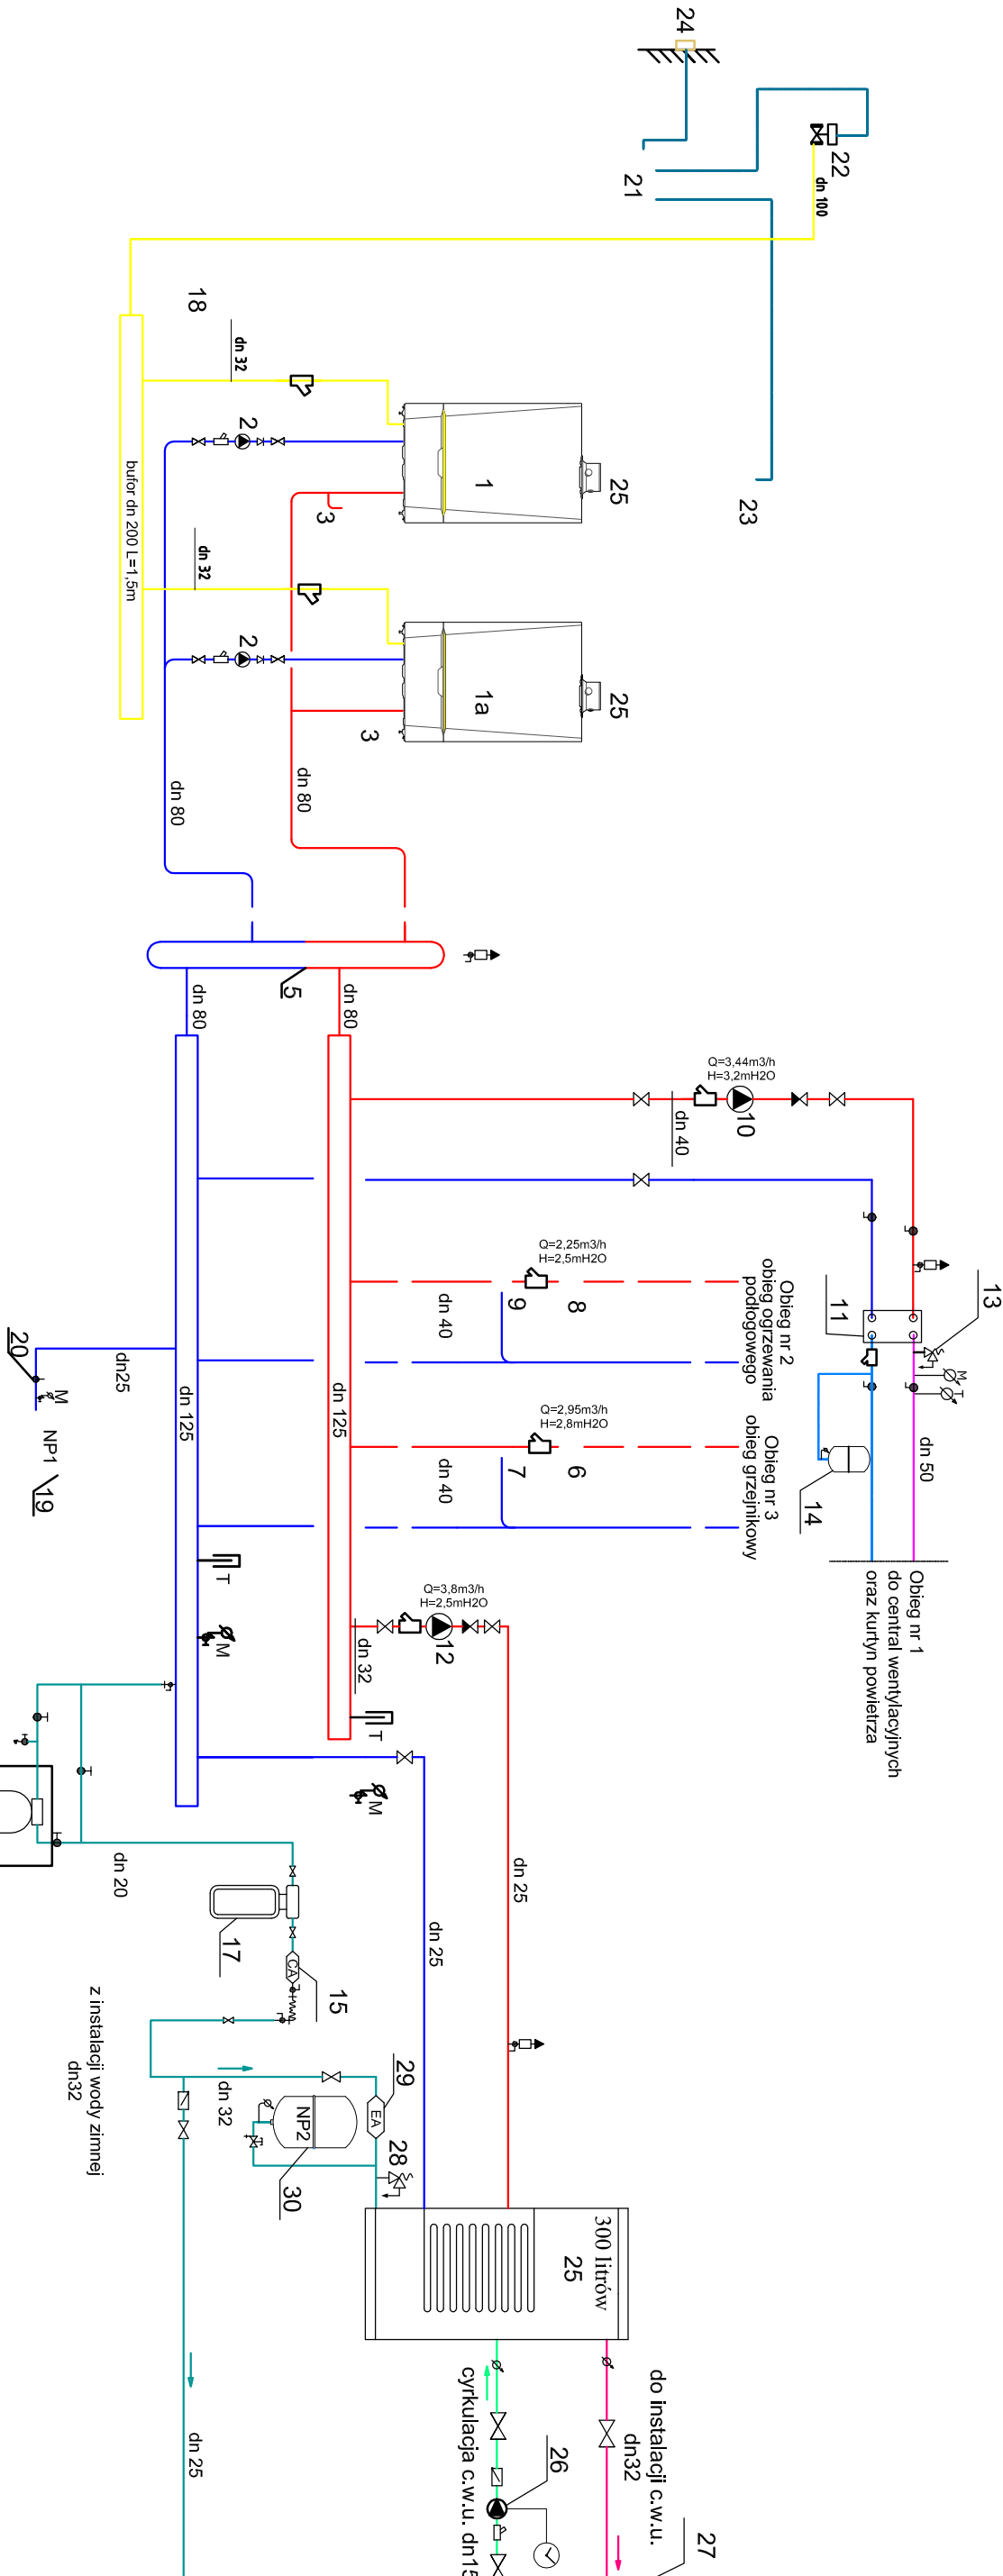 24
22
dn 100
21
23
18
dn 32
2
1
25
3
bufor dn 200 L=1,5m
dn 32
2
1a
25
3
dn 80
dn 80
5
dn 80
dn 80
Q=3,44m3/h
H=3,2mH2O
10
dn 40
13
11
M
T
dn 50
14
Obieg nr 1
do central wentylacyjnych
oraz kurtyn powietrza
Obieg nr 2
obieg ogrzewania
podłogowego
Q=2,25m3/h
H=2,5mH2O
8
9
dn 40
Obieg nr 3
obieg grzejnikowy
Q=2,95m3/h
H=2,8mH2O
6
7
dn 40
dn 125
dn 125
dn25
20
M
NP1
19
T
M
Q=3,8m3/h
H=2,5mH2O
12
dn 32
T
M
dn 25
dn 25
dn 20
17
CA
15
z instalacji wody zimnej
dn32
dn 32
29
EA
NP2
28
30
300 litrów
25
dn 25
do instalacji c.w.u.
dn32
cyrkulacja c.w.u. dn15
26
27